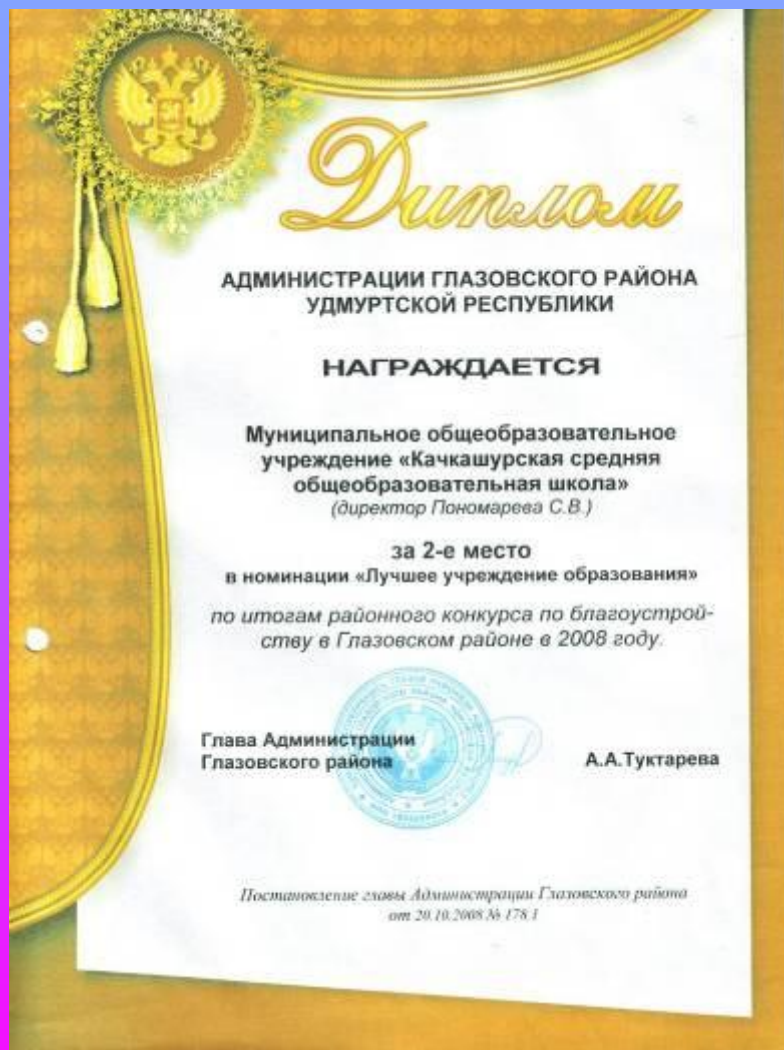 Диплом
АДМИНИСТРАЦИИ ГЛАЗОВСКОГО РАЙОНА
УДМУРТСКОЙ РЕСПУБЛИКИ
НАГРАЖДАЕТСЯ
Муниципальное общеобразовательное
учреждение «Качкашурская средняя
общеобразовательная школа»
(директор Пономарева С.В.)
за 2-е место
в номинации «Лучшее учреждение образования»
по итогам районного конкурса по благоустрой-
ству в Глазовском районе в 2008 году.
Глава Администрации
Глазовского района
А.А.Туктарева
Постановление главы Администрации Глазовского района
от 20.10.2008 № 178.1